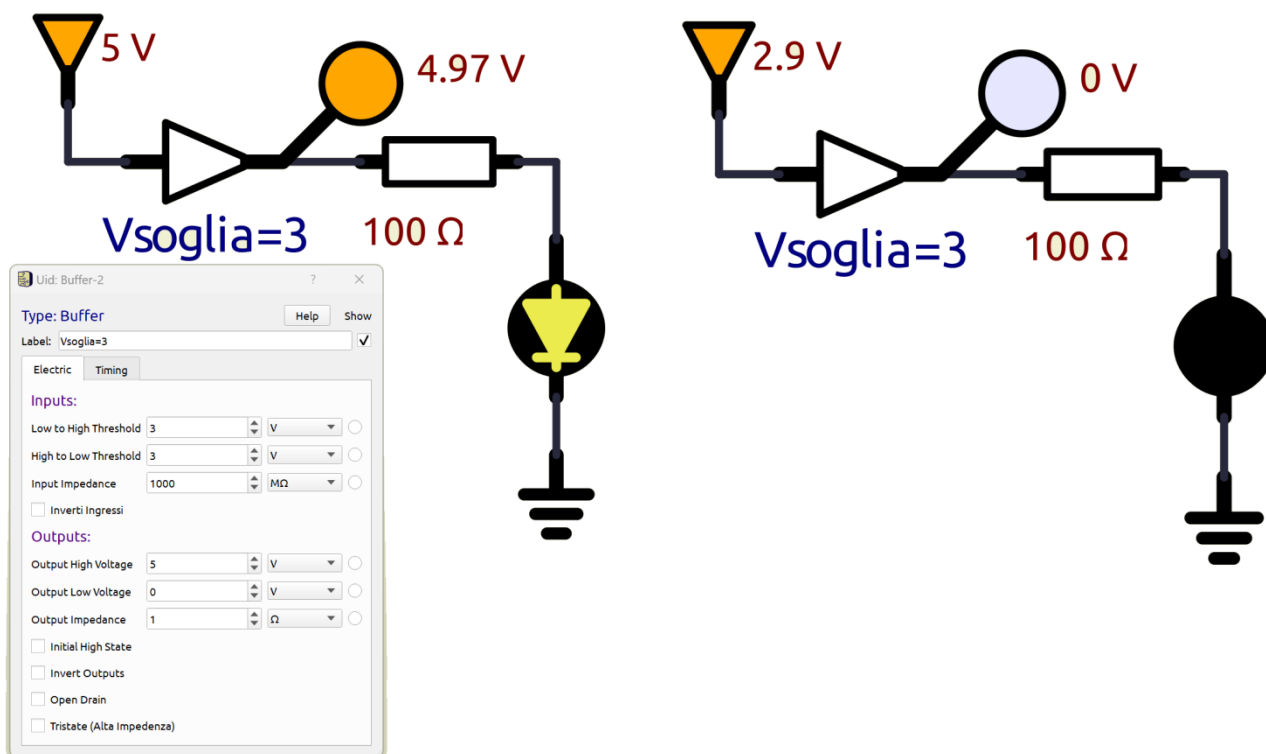 5 V
4.97 V
Vsoglia=3
100 Ω
2.9 V
0 V
Vsoglia=3
100 Ω
Uid: Buffer-2
?
Type: Buffer
Help
Show
Label: Vsoglia=3
Electric
Timing
Inputs:
Low to High Threshold 3 V
High to Low Threshold 3 V
Input Impedance 1000 MΩ
Inverti Ingressi
Outputs:
Output High Voltage 5 V
Output Low Voltage 0 V
Output Impedance 1 Ω
Initial High State
Invert Outputs
Open Drain
Tristate (Alta Impedenza)